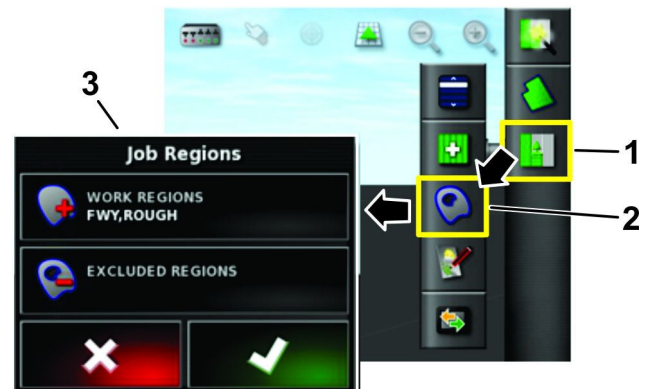 3
Job Regions
1
WORK REGIONS
FWY,ROUGH
2
EXCLUDED REGIONS